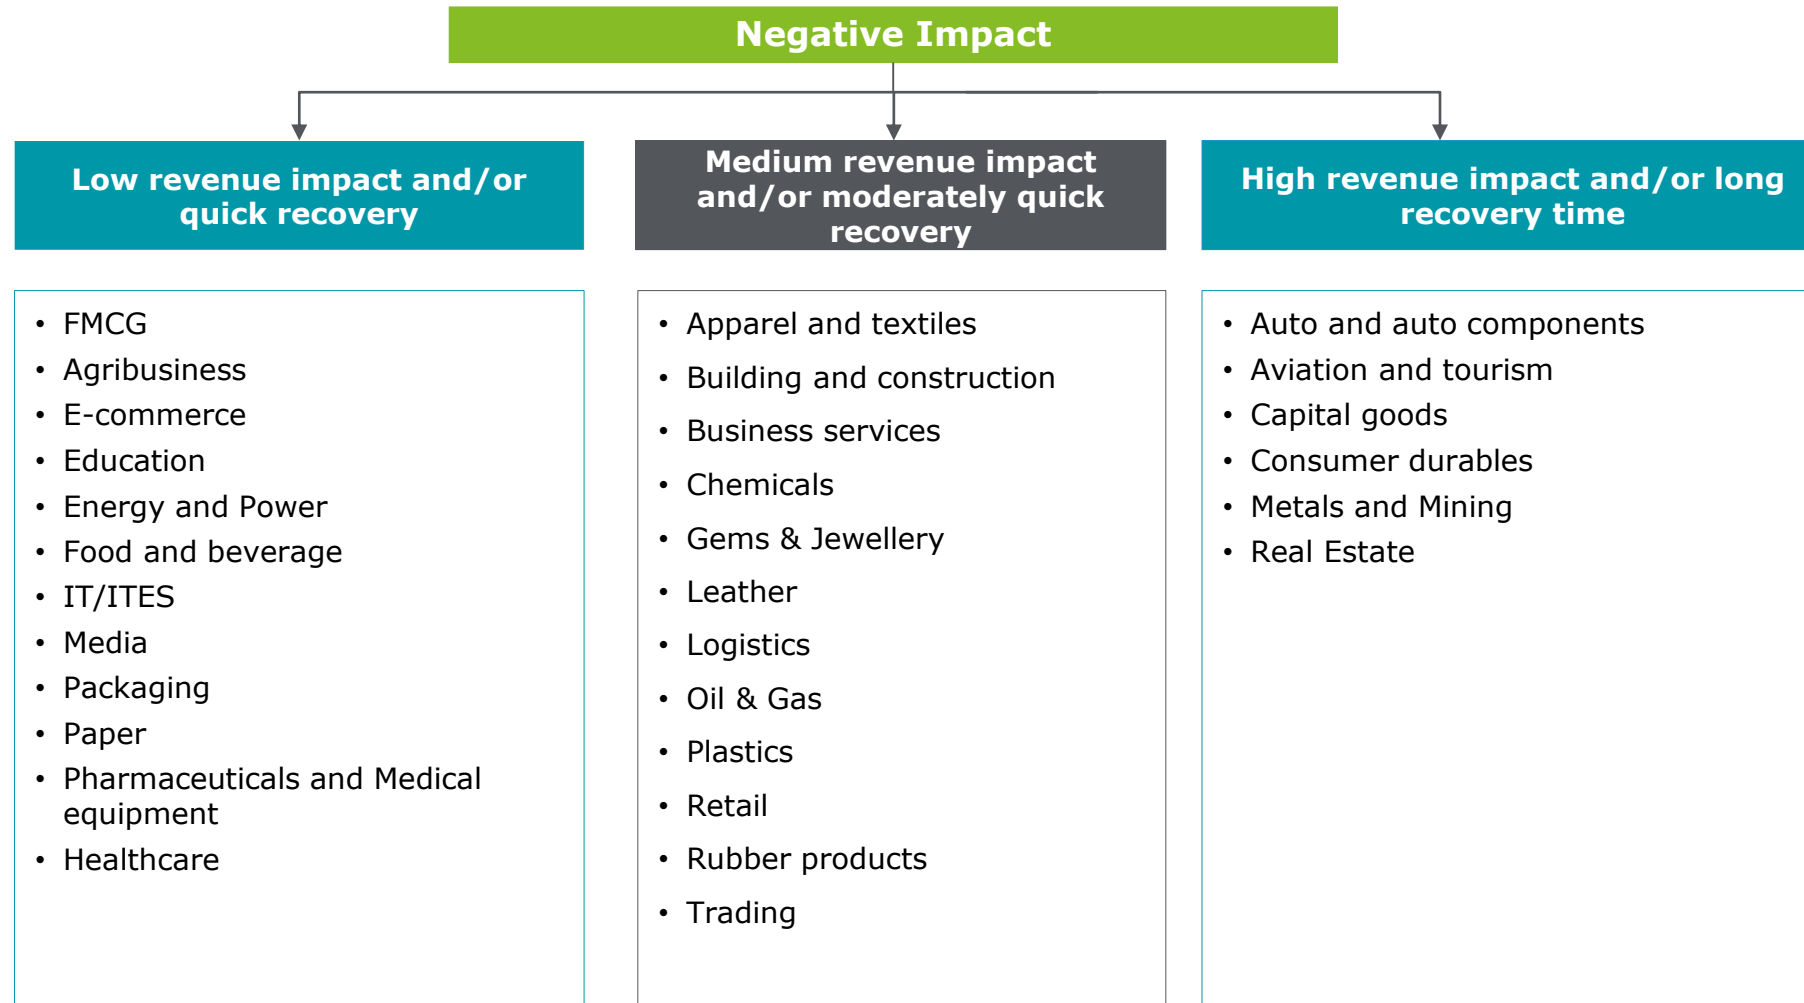 Negative Impact
Low revenue impact and/or
quick recovery
Medium revenue impact
and/or moderately quick
recovery
High revenue impact and/or long
recovery time
• FMCG
• Agribusiness
• E-commerce
• Education
• Energy and Power
• Food and beverage
• IT/ITES
• Media
• Packaging
• Paper
• Pharmaceuticals and Medical
equipment
• Healthcare
• Apparel and textiles
• Building and construction
• Business services
• Chemicals
• Gems & Jewellery
• Leather
• Logistics
• Oil & Gas
• Plastics
• Retail
• Rubber products
• Trading
• Auto and auto components
• Aviation and tourism
• Capital goods
• Consumer durables
• Metals and Mining
• Real Estate